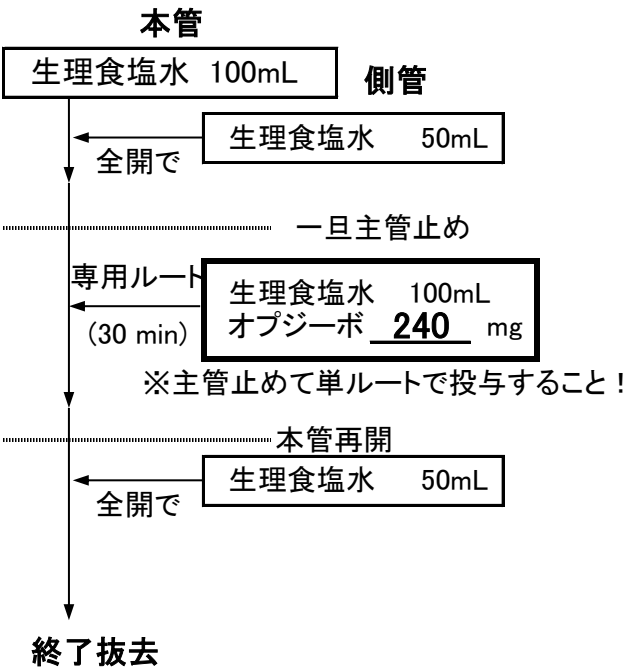 本管
生理食塩水 100mL
側管
生理食塩水 50mL
全開で
一旦主管止め
専用ルート
(30 min)
生理食塩水 100mL
オプジーボ 240 mg
※主管止めて単ルートで投与すること！
本管再開
生理食塩水 50mL
全開で
終了抜去